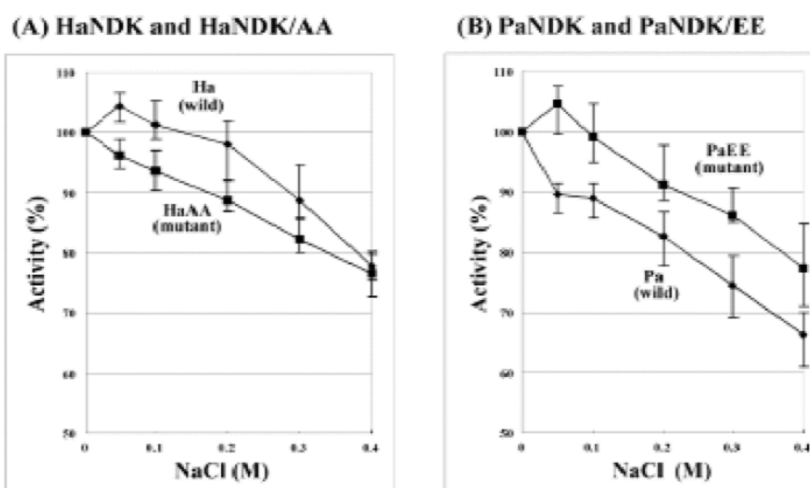 (A) HaNDK and HaNDK/AA
(B) PaNDK and PaNDK/EE
110
100
90
80
70
60
50
Activity (%)
Ha
(wild)
HaAA
(mutant)
0
0.1
0.2
0.3
0.4
NaCl (M)
110
100
90
80
70
60
50
Activity (%)
PaEE
(mutant)
Pa
(wild)
0
0.1
0.2
0.3
0.4
NaCl (M)